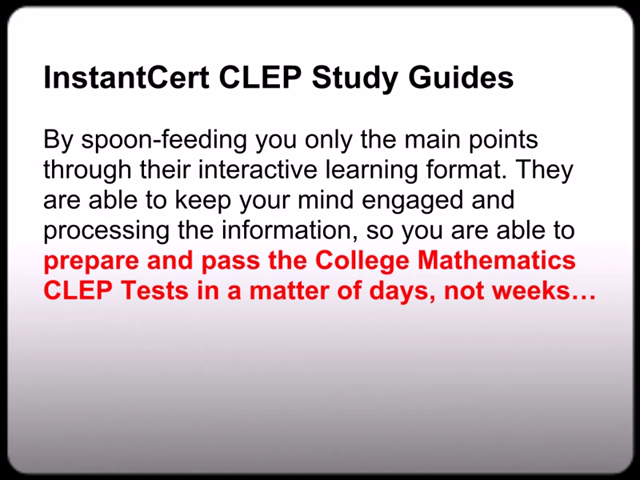 InstantCert CLEP Study Guides
By spoon-feeding you only the main points
through their interactive learning format. They
are able to keep your mind engaged and
processing the information, so you are able to
prepare and pass the College Mathematics
CLEP Tests in a matter of days, not weeks…